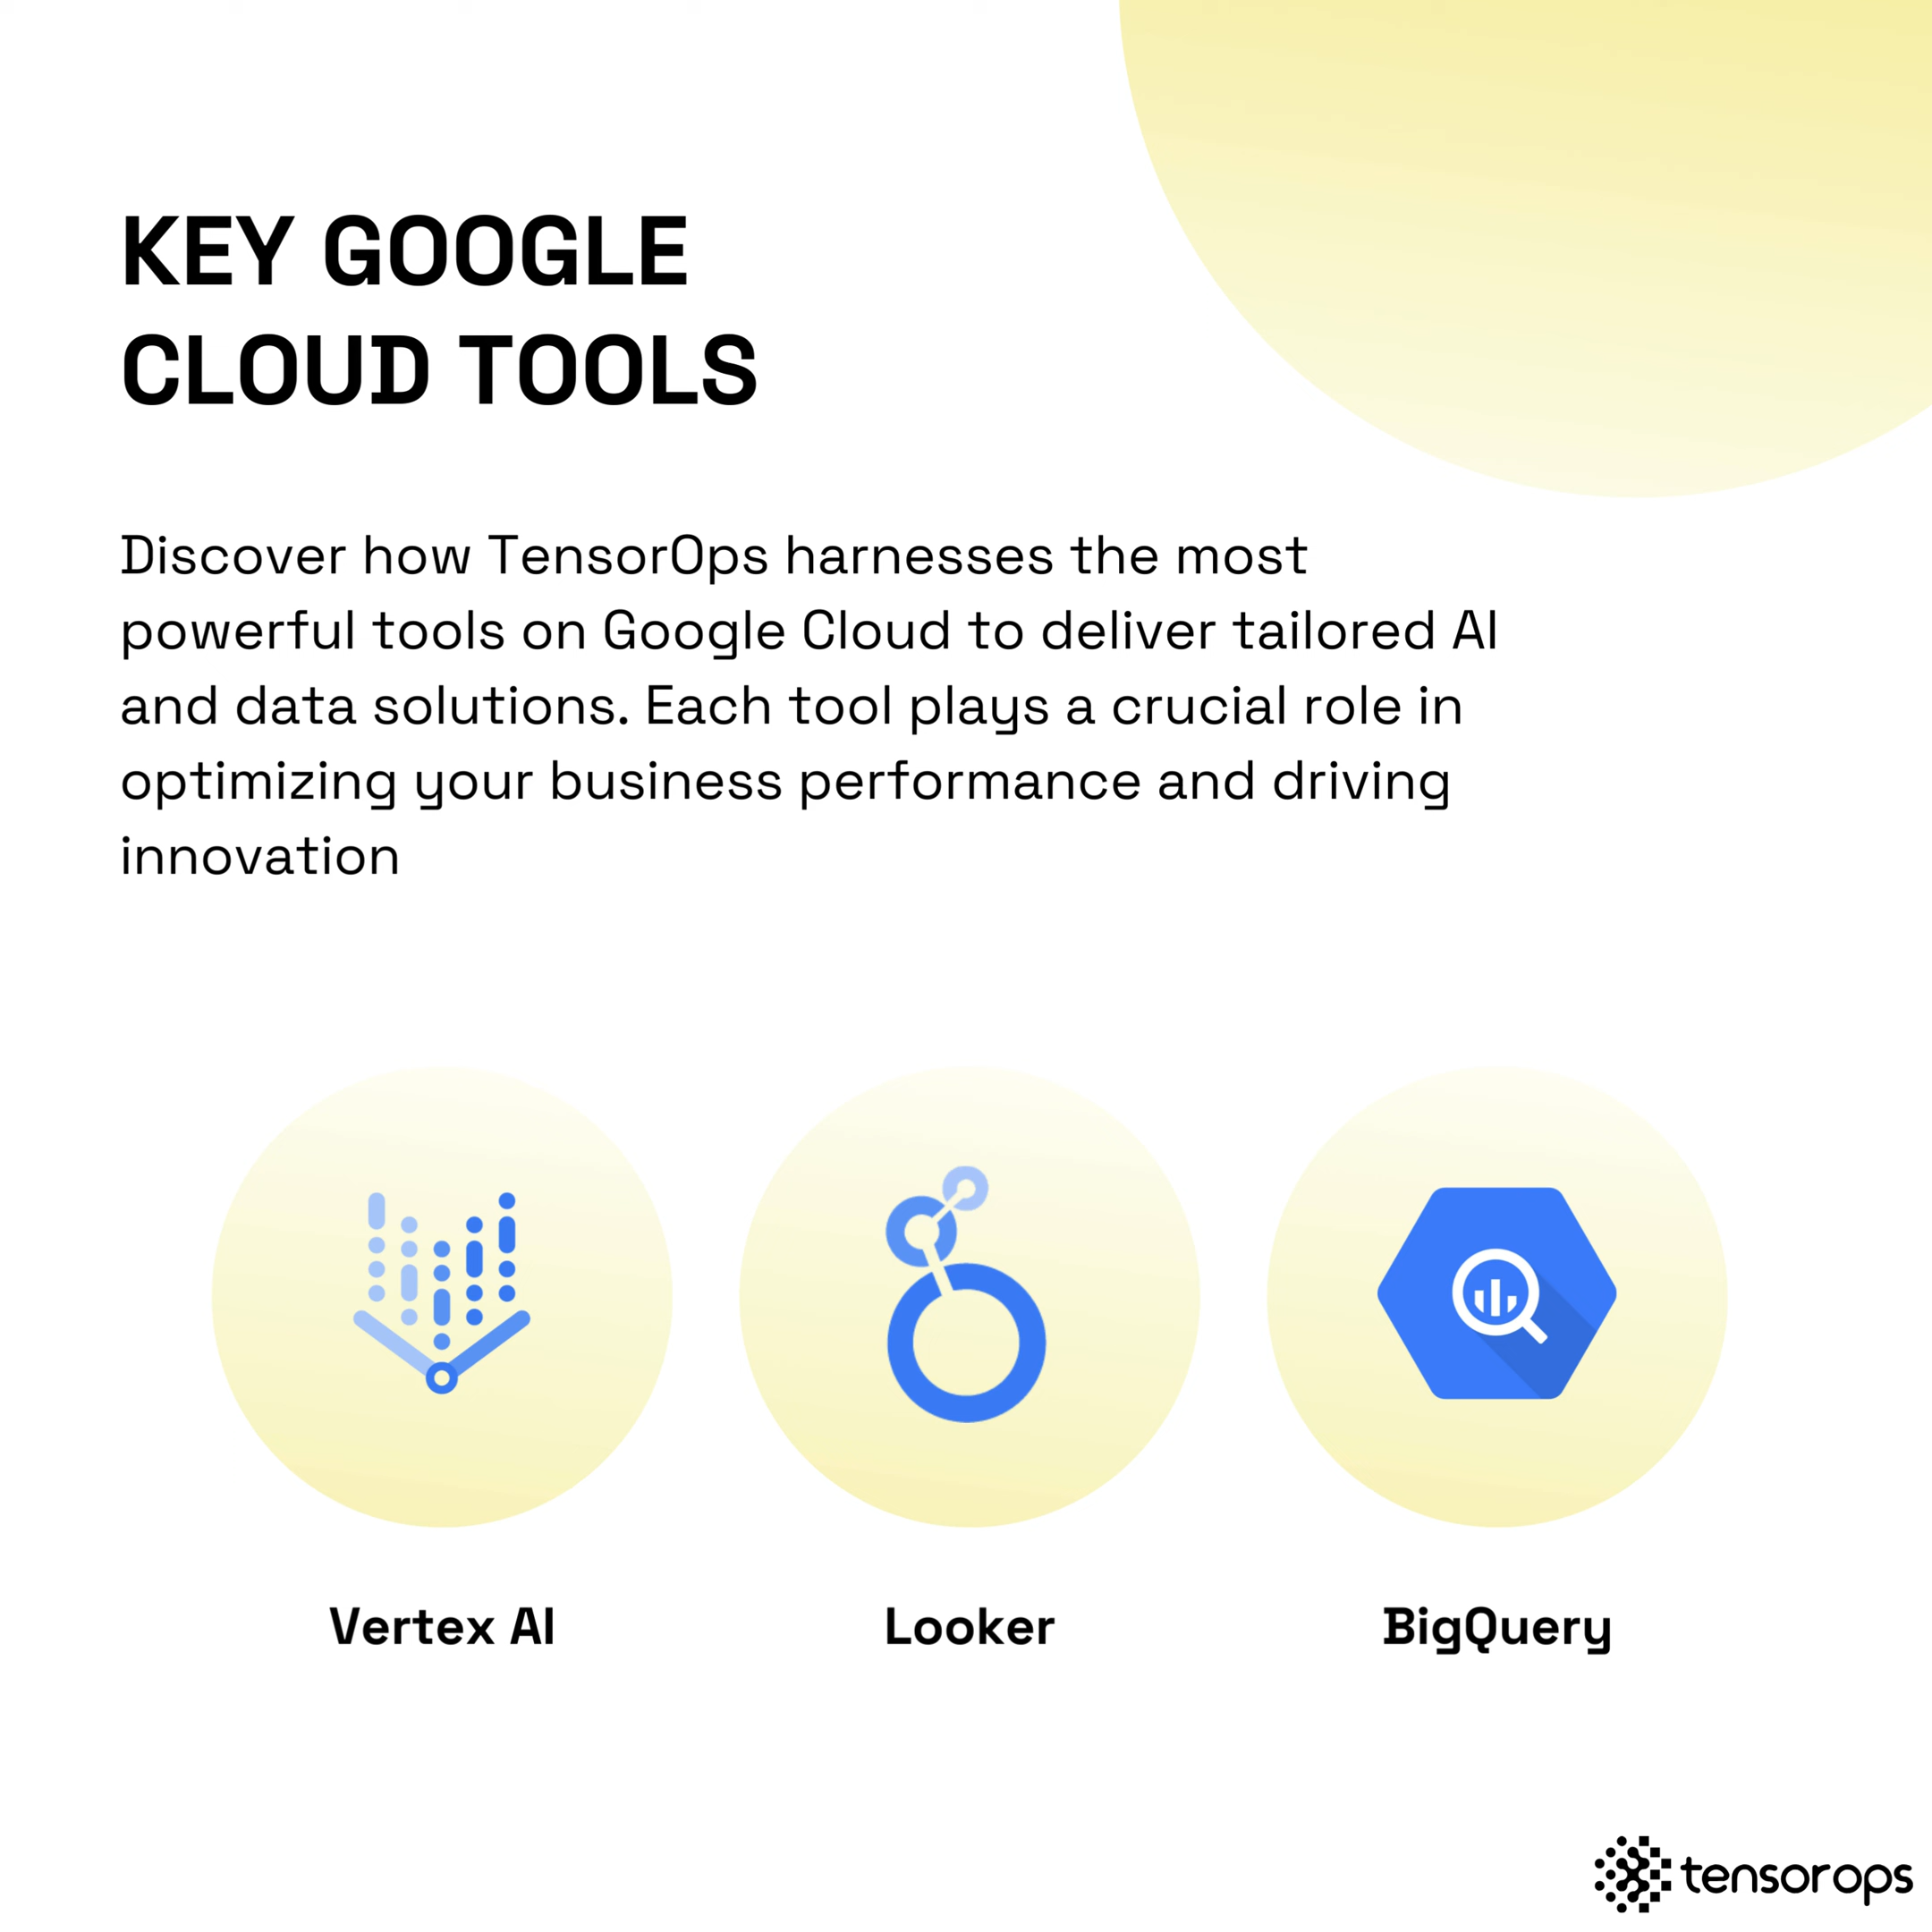 KEY GOOGLE
CLOUD TOOLS
Discover how TensorOps harnesses the most
powerful tools on Google Cloud to deliver tailored AI
and data solutions. Each tool plays a crucial role in
optimizing your business performance and driving
innovation
Vertex AI
Looker
BigQuery
tensorops